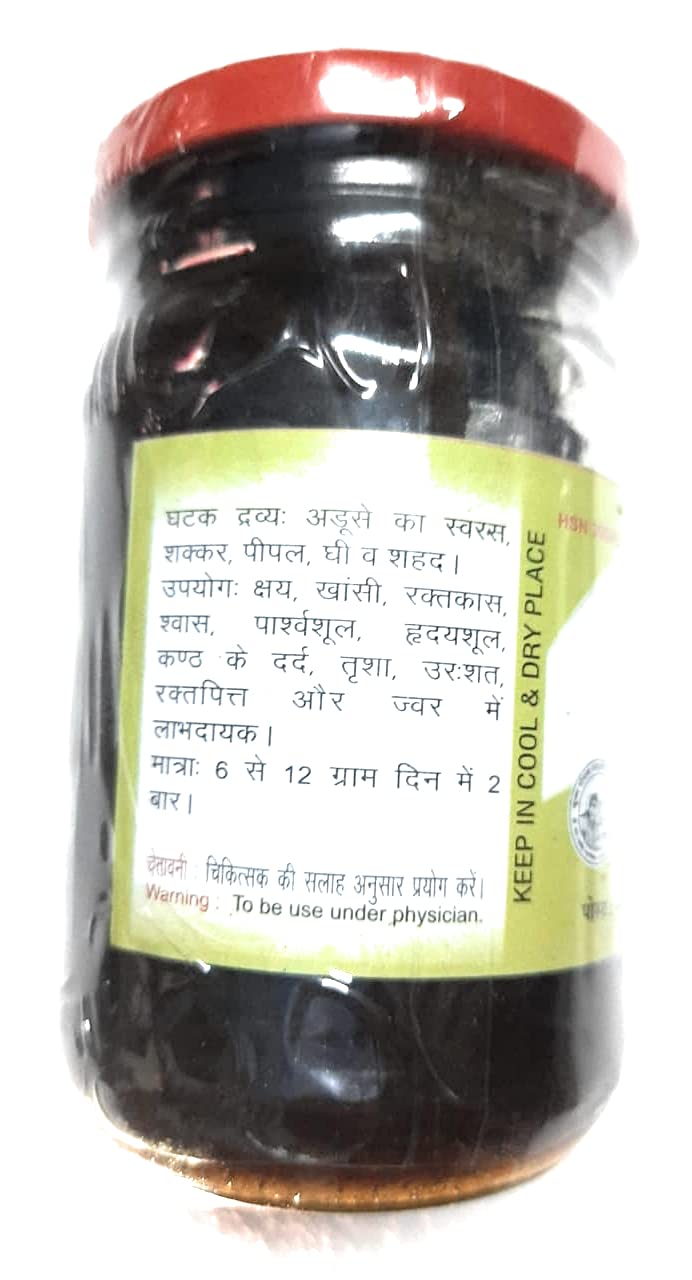 घटक द्रव्यः अडूसे का स्वरस,
शक्कर, पीपल, घी व शहद।
उपयोगः क्षय, खांसी, रक्तकास,
श्वास, पार्श्वशूल, हृदयशूल,
कण्ठ के दर्द, तृशा, उरःशत,
रक्तपित्त और ज्वर में
लाभदायक।
मात्राः 6 से 12 ग्राम दिन में 2
बार।
चेतावनी : चिकित्सक की सलाह अनुसार प्रयोग करें।
Warning : To be use under physician.
KEEP IN COOL & DRY PLACE
HSN